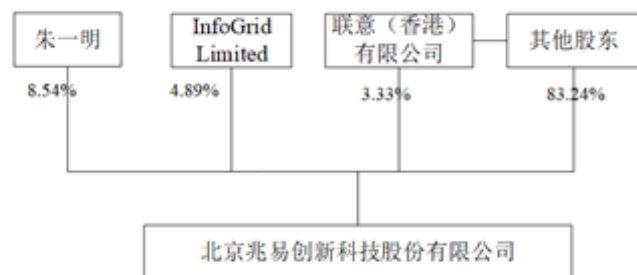 朱一明
InfoGrid
Limited
联意（香港）
有限公司
其他股东
8.54%
4.89%
3.33%
83.24%
北京兆易创新科技股份有限公司